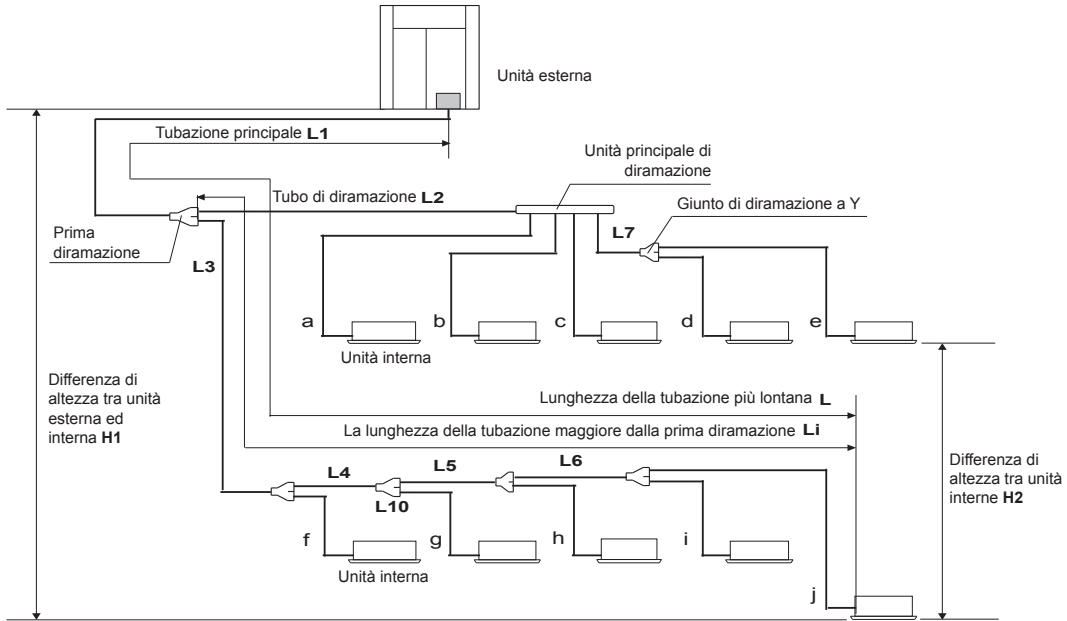 Unità esterna
Tubazione principale L1
Unità principale di
diramazione
Tubo di diramazione L2
Giunto di diramazione a Y
Prima
diramazione
L7
L3
a
b
c
d
e
Unità interna
Differenza di
altezza tra unità
esterna ed
interna H1
Lunghezza della tubazione più lontana L
La lunghezza della tubazione maggiore dalla prima diramazione Li
Differenza di
altezza tra unità
interne H2
L4
L5
L6
L10
f
g
h
i
Unità interna
j